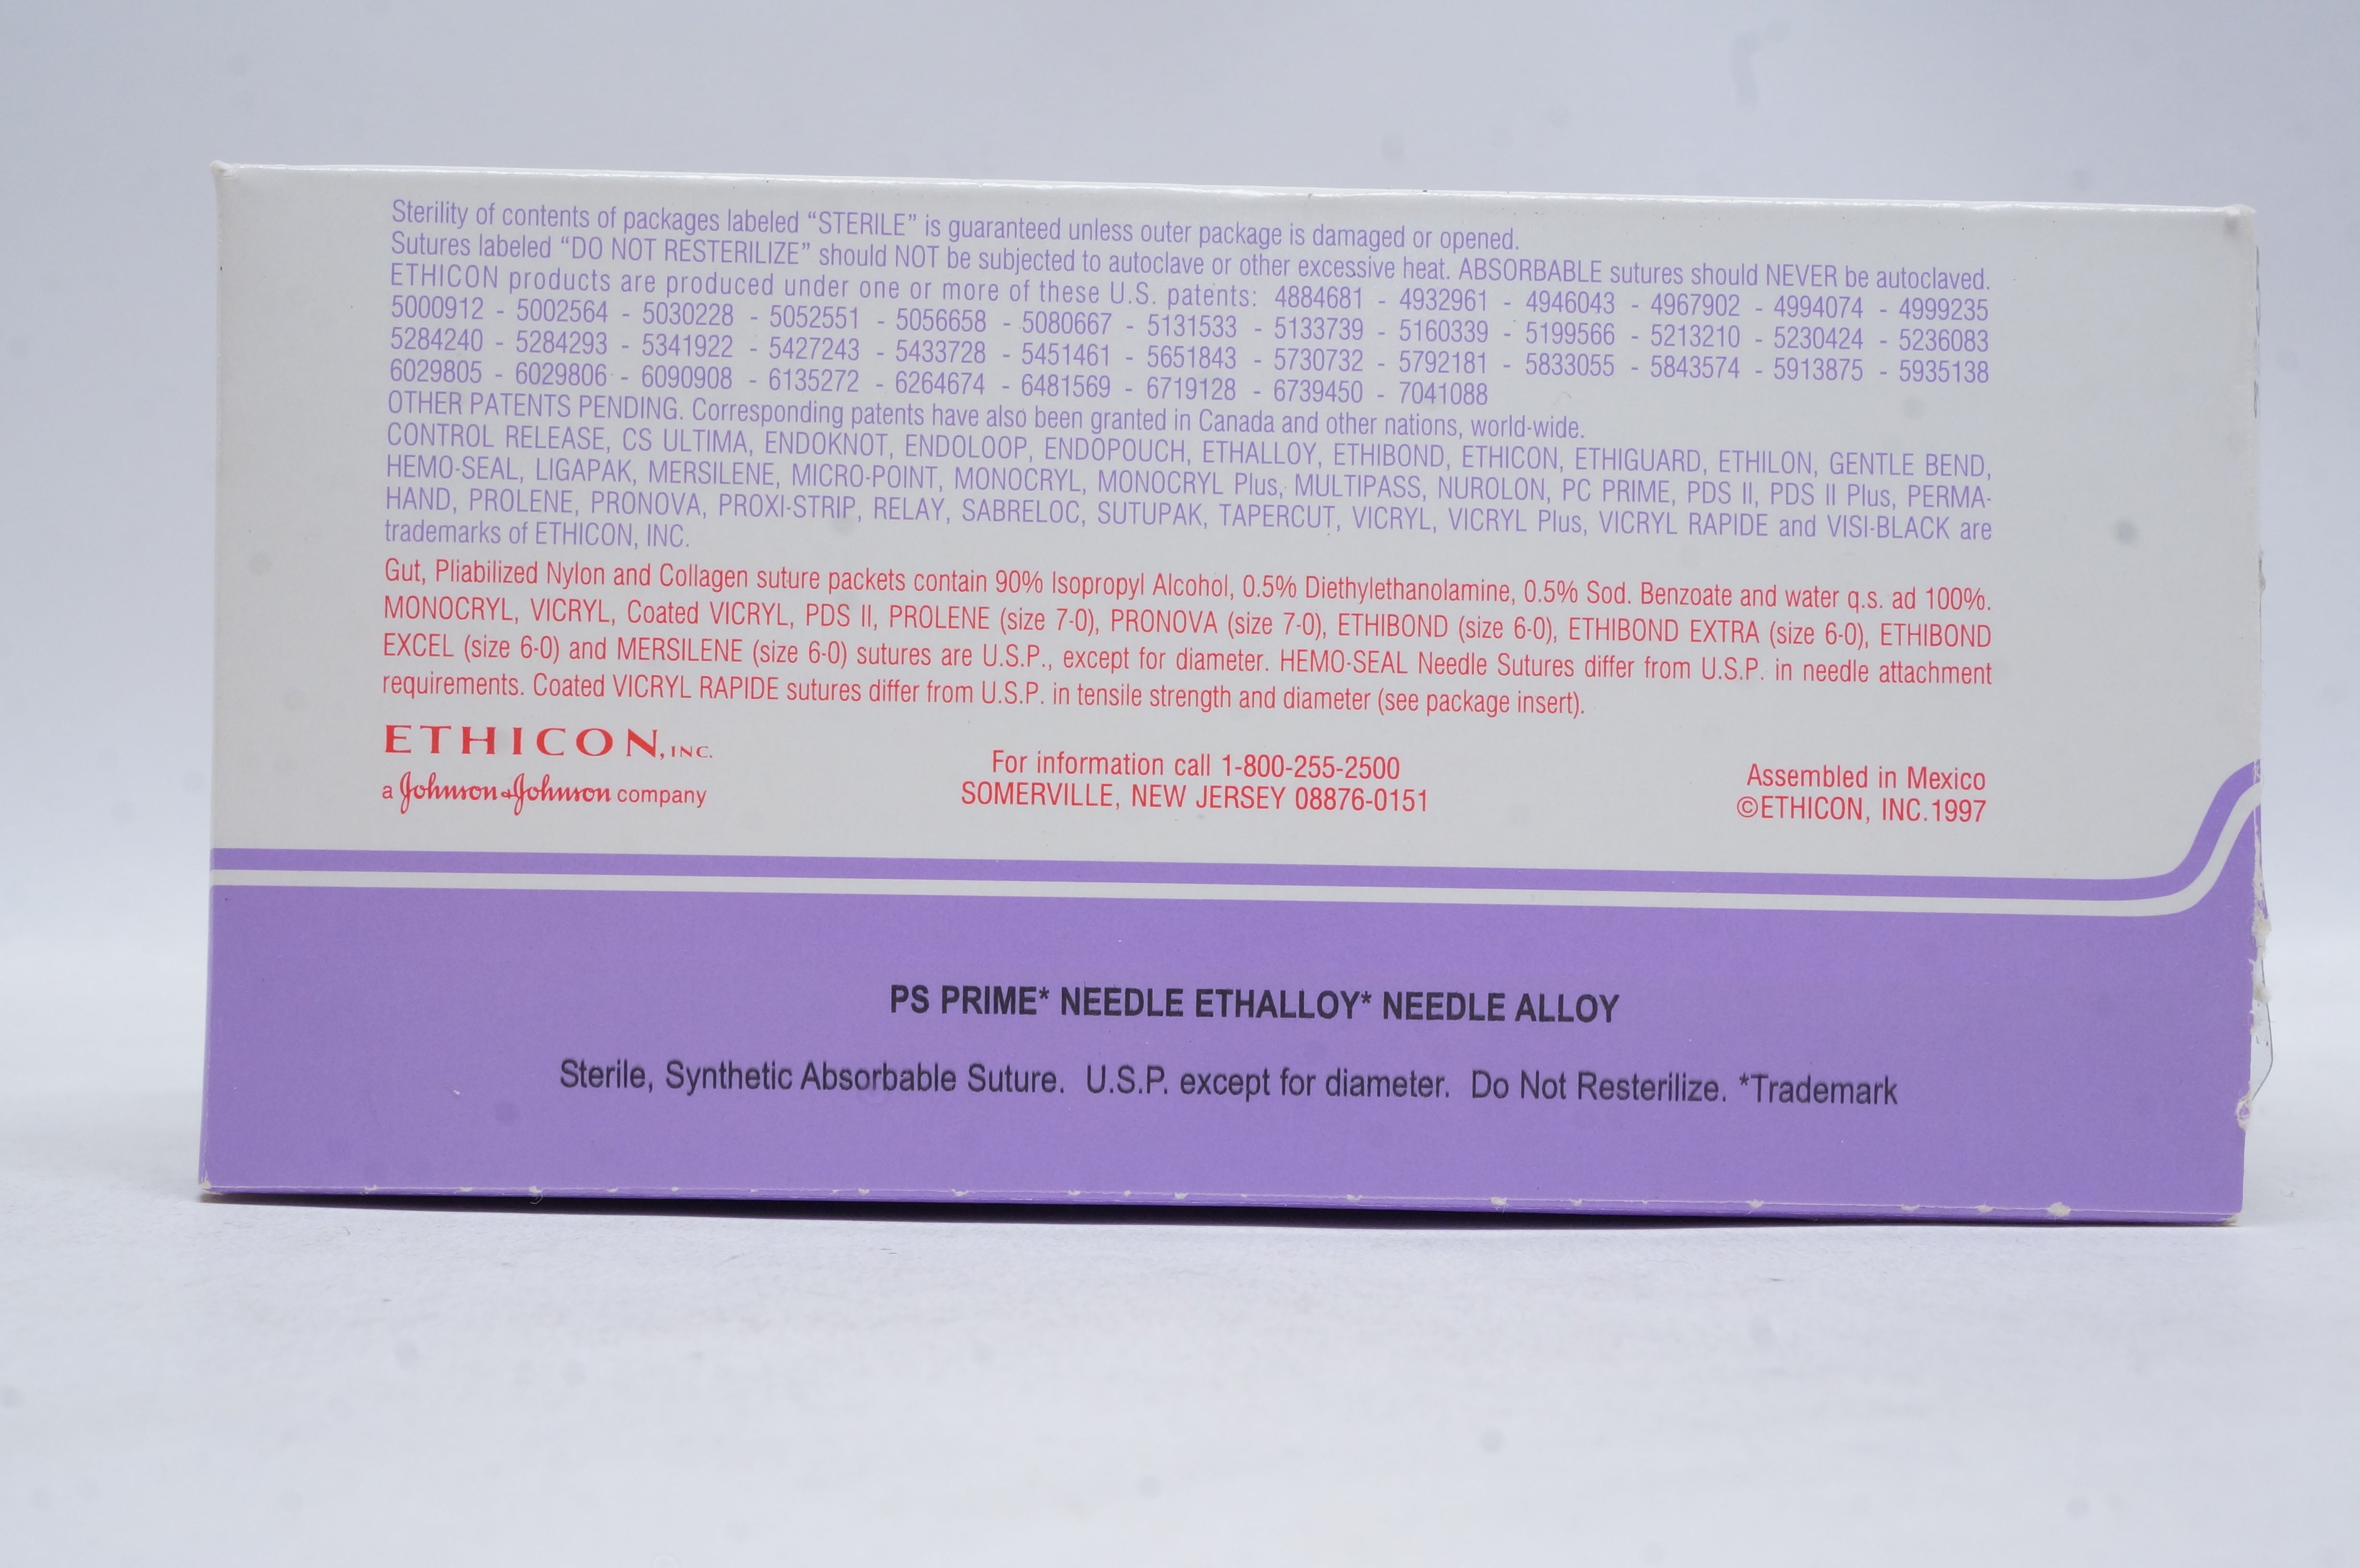 Sterility of contents of packages labeled “STERILE” is guaranteed unless outer package is damaged or opened.
Sutures labeled “DO NOT RESTERILIZE” should NOT be subjected to autoclave or other excessive heat. ABSORBABLE sutures should NEVER be autoclaved.
ETHICON products are produced under one or more of these U.S. patents: 4884681 - 4932961 - 4946043 - 4967902 - 4994074 - 4999235
5000912 - 5002564 - 5030228 - 5052551 - 5056658 - 5080667 - 5131533 - 5133739 - 5160339 - 5199566 - 5213210 - 5230424 - 5236083
5284240 - 5284293 - 5341922 - 5427243 - 5433728 - 5451461 - 5651843 - 5730732 - 5792181 - 5833055 - 5843574 - 5913875 - 5935138
6029805 - 6029806 - 6090908 - 6135272 - 6264674 - 6481569 - 6719128 - 6739450 - 7041088
OTHER PATENTS PENDING. Corresponding patents have also been granted in Canada and other nations, world-wide.
CONTROL RELEASE, CS ULTIMA, ENDOKNOT, ENDOLOOP, ENDOPOUCH, ETHALLOY, ETHIBOND, ETHICON, ETHIGUARD, ETHILON, GENTLE BEND,
HEMO-SEAL, LIGAPAK, MERSILENE, MICRO-POINT, MONOCRYL, MONOCRYL Plus, MULTIPASS, NUROLON, PC PRIME, PDS II, PDS II Plus, PERMA-
HAND, PROLENE, PRONOVA, PROXI-STRIP, RELAY, SABRELOC, SUTUPAK, TAPERCUT, VICRYL, VICRYL Plus, VICRYL RAPIDE and VISI-BLACK are
trademarks of ETHICON, INC.
Gut, Pliabilized Nylon and Collagen suture packets contain 90% Isopropyl Alcohol, 0.5% Diethylethanolamine, 0.5% Sod. Benzoate and water q.s. ad 100%.
MONOCRYL, VICRYL, Coated VICRYL, PDS II, PROLENE (size 7-0), PRONOVA (size 7-0), ETHIBOND (size 6-0), ETHIBOND EXTRA (size 6-0), ETHIBOND
EXCEL (size 6-0) and MERSILENE (size 6-0) sutures are U.S.P., except for diameter. HEMO-SEAL Needle Sutures differ from U.S.P. in needle attachment
requirements. Coated VICRYL RAPIDE sutures differ from U.S.P. in tensile strength and diameter (see package insert).
ETHICON, INC.
a Johnson & Johnson company
For information call 1-800-255-2500
SOMERVILLE, NEW JERSEY 08876-0151
Assembled in Mexico
©ETHICON, INC.1997
PS PRIME* NEEDLE ETHALLOY* NEEDLE ALLOY
Sterile, Synthetic Absorbable Suture. U.S.P. except for diameter. Do Not Resterilize. *Trademark